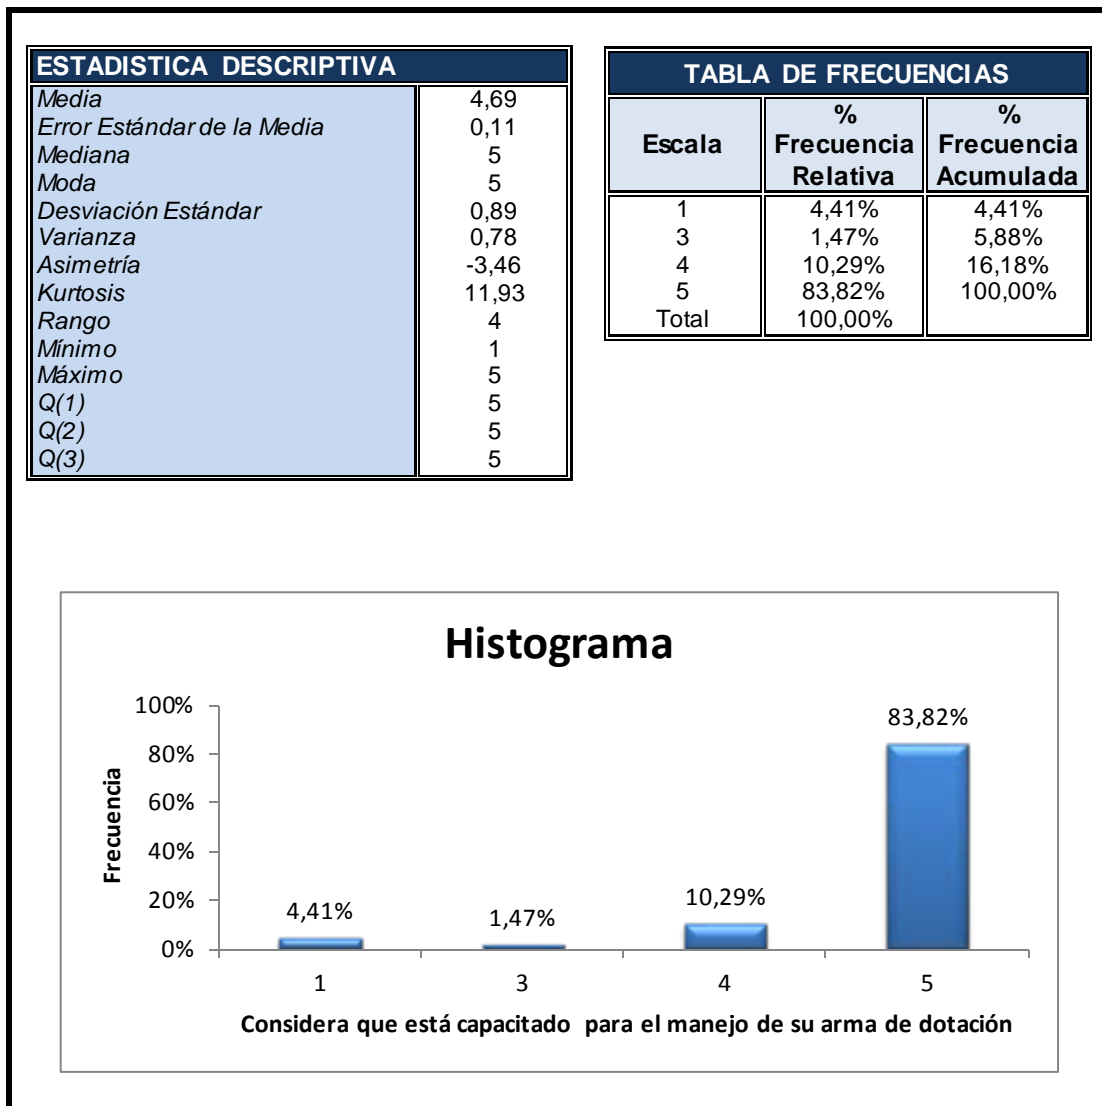 ESTADISTICA DESCRIPTIVA
Media 4,69
Error Estándar de la Media 0,11
Mediana 5
Moda 5
Desviación Estándar 0,89
Varianza 0,78
Asimetría -3,46
Kurtosis 11,93
Rango 4
Mínimo 1
Máximo 5
Q(1) 5
Q(2) 5
Q(3) 5
TABLA DE FRECUENCIAS
Escala % Frecuencia Relativa % Frecuencia Acumulada
1 4,41% 4,41%
3 1,47% 5,88%
4 10,29% 16,18%
5 83,82% 100,00%
Total 100,00%
Histograma
Frecuencia
100%
80%
60%
40%
20%
0%
4,41%
1,47%
10,29%
83,82%
1 3 4 5
Considera que está capacitado para el manejo de su arma de dotación